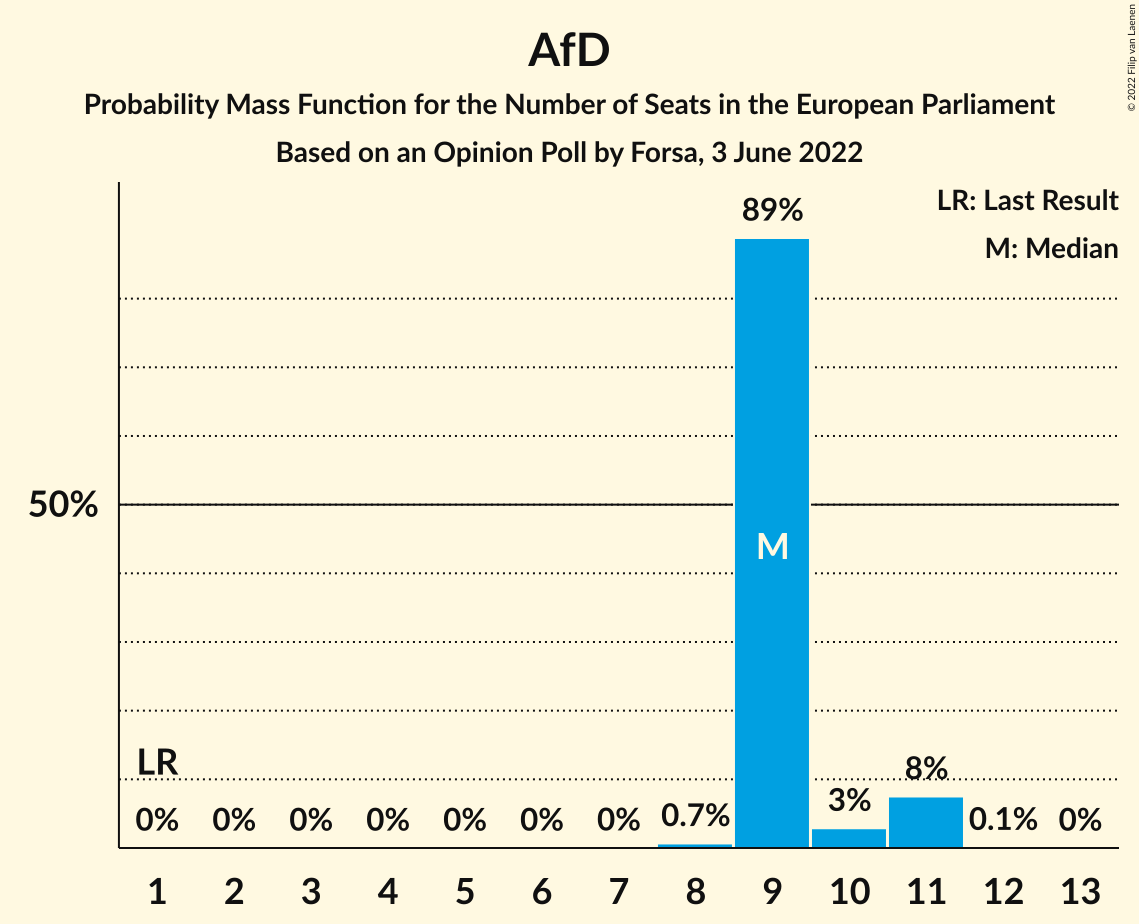 AfD
Probability Mass Function for the Number of Seats in the European Parliament
Based on an Opinion Poll by Forsa, 3 June 2022
© 2022 Filip van Laenen
LR: Last Result
M: Median
89%
50%
M
LR
8%
3%
0% 0% 0% 0% 0% 0% 0% 0.7% 0.1% 0%
1 2 3 4 5 6 7 8 9 10 11 12 13